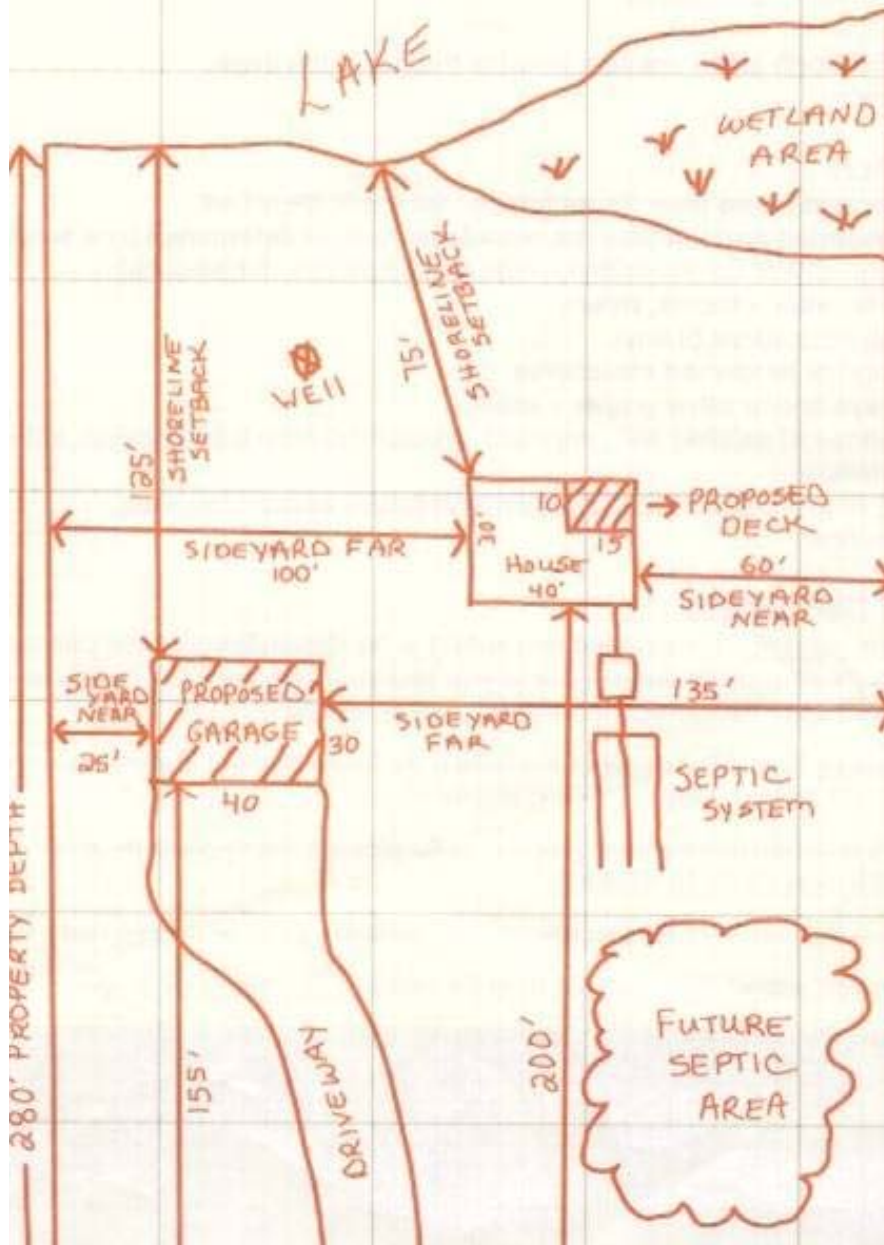 LAKE
WETLAND
AREA
WELL
125'
SHORELINE
SETBACK
75'
SHORELINE
SETBACK
10
15
PROPOSED
DECK
30'
HOUSE
40'
SIDEYARD FAR
100'
60'
SIDEYARD
NEAR
SIDE
YARD
NEAR
25'
PROPOSED
GARAGE
30
40
135'
SIDEYARD
FAR
SEPTIC
SYSTEM
280' PROPERTY DEPTH
155'
DRIVEWAY
200'
FUTURE
SEPTIC
AREA